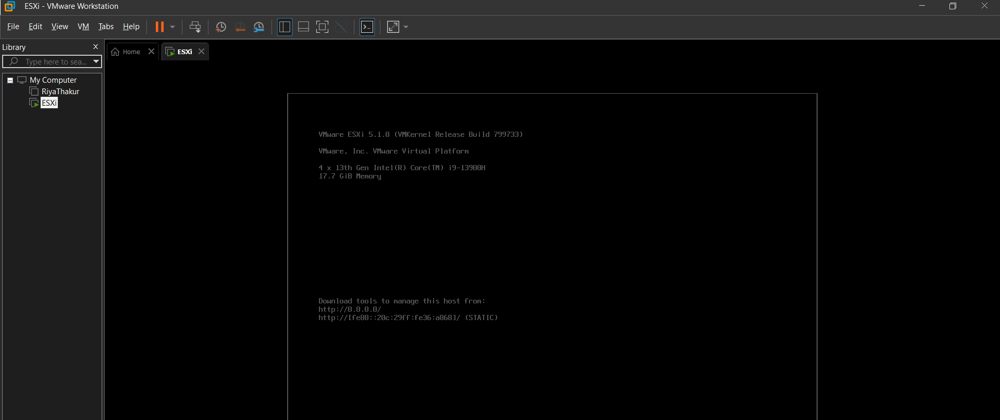 ESXi - VMware Workstation
File Edit View VM Tabs Help
Library
Type here to sea...
Home
ESXi
My Computer
RiyaThakur
ESXi
VMware ESXi 5.1.0 (VMKernel Release Build 799733)
VMware, Inc. VMware Virtual Platform
4 x 13th Gen Intel(R) Core(TM) i9-13900H
17.7 GiB Memory
Download tools to manage this host from:
http://0.0.0.0/
http://[fe80::20c:29ff:fe36:a868]/ (STATIC)